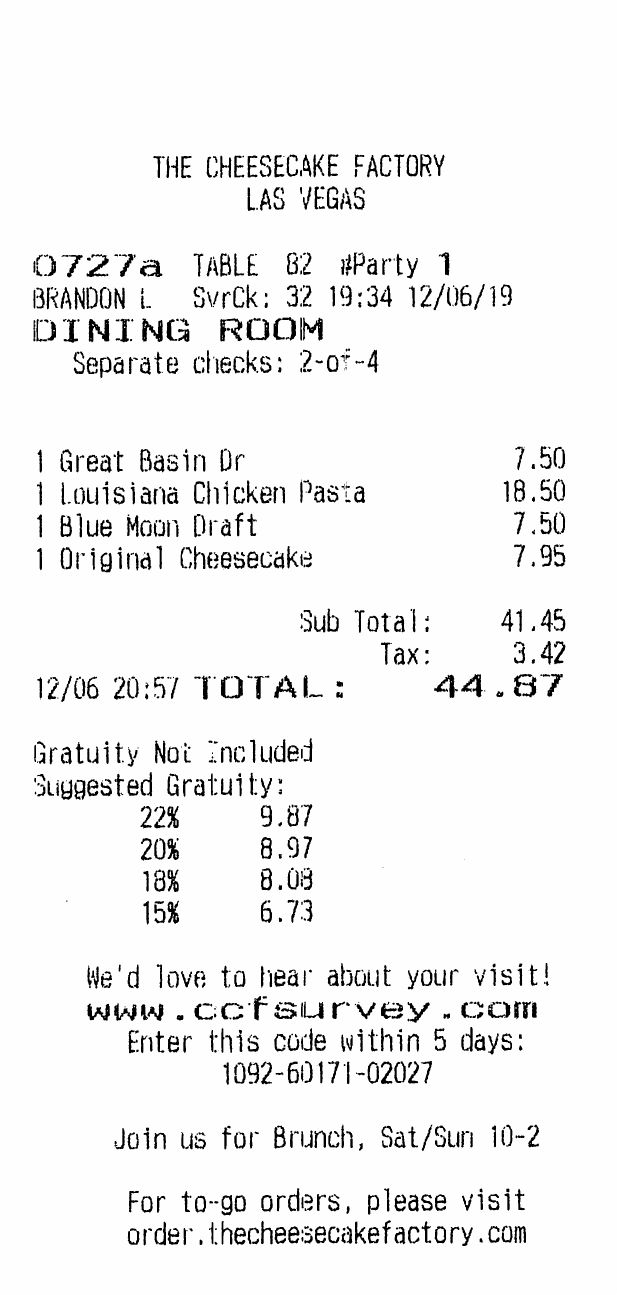 THE CHEESECAKE FACTORY
LAS VEGAS
0727a TABLE 82 #Party 1
BRANDON L SvrCk: 32 19:34 12/06/19
DINING ROOM
Separate checks: 2-of-4
1 Great Basin Dr 7.50
1 Louisiana Chicken Pasta 18.50
1 Blue Moon Draft 7.50
1 Original Cheesecake 7.95
Sub Total: 41.45
Tax: 3.42
12/06 20:57 TOTAL: 44.87
Gratuity Not Included
Suggested Gratuity:
22% 9.87
20% 8.97
18% 8.08
15% 6.73
We'd love to hear about your visit!
www.ccfsurvey.com
Enter this code within 5 days:
1092-60171-02027
Join us for Brunch, Sat/Sun 10-2
For to-go orders, please visit
order.thecheesecakefactory.com